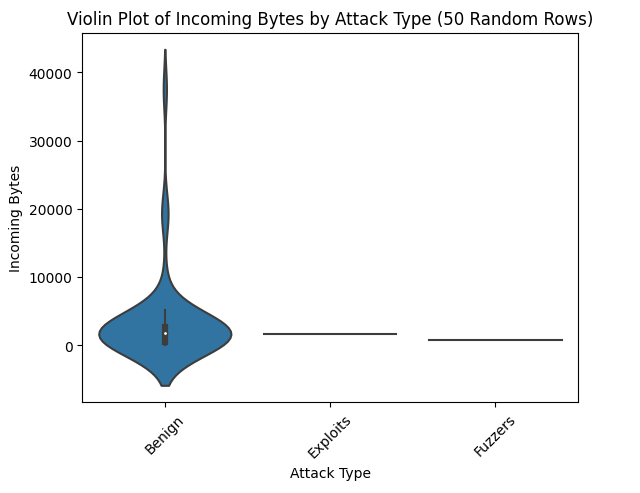 Violin Plot of Incoming Bytes by Attack Type (50 Random Rows)
Incoming Bytes
40000
30000
20000
10000
0
Benign
Exploits
Fuzzers
Attack Type